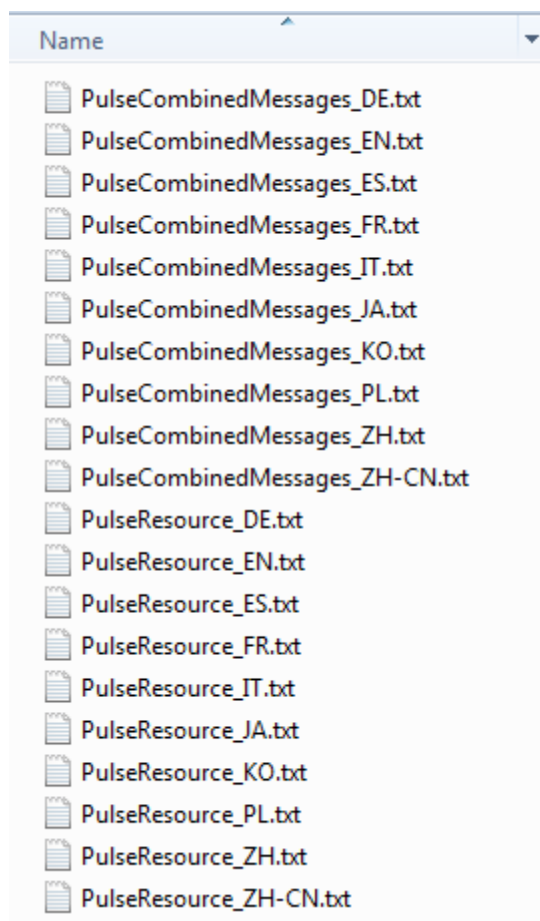 Name
PulseCombinedMessages_DE.txt
PulseCombinedMessages_EN.txt
PulseCombinedMessages_ES.txt
PulseCombinedMessages_FR.txt
PulseCombinedMessages_IT.txt
PulseCombinedMessages_JA.txt
PulseCombinedMessages_KO.txt
PulseCombinedMessages_PL.txt
PulseCombinedMessages_ZH.txt
PulseCombinedMessages_ZH-CN.txt
PulseResource_DE.txt
PulseResource_EN.txt
PulseResource_ES.txt
PulseResource_FR.txt
PulseResource_IT.txt
PulseResource_JA.txt
PulseResource_KO.txt
PulseResource_PL.txt
PulseResource_ZH.txt
PulseResource_ZH-CN.txt